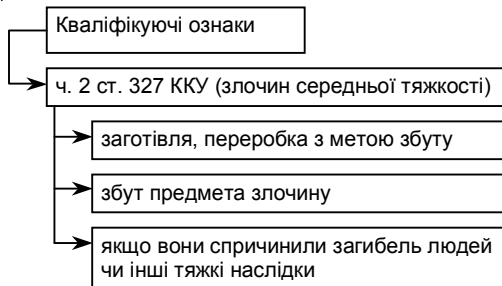 Кваліфікуючі ознаки
ч. 2 ст. 327 ККУ (злочин середньої тяжкості)
заготівля, переробка з метою збуту
збут предмета злочину
якщо вони спричинили загибель людей
чи інші тяжкі наслідки